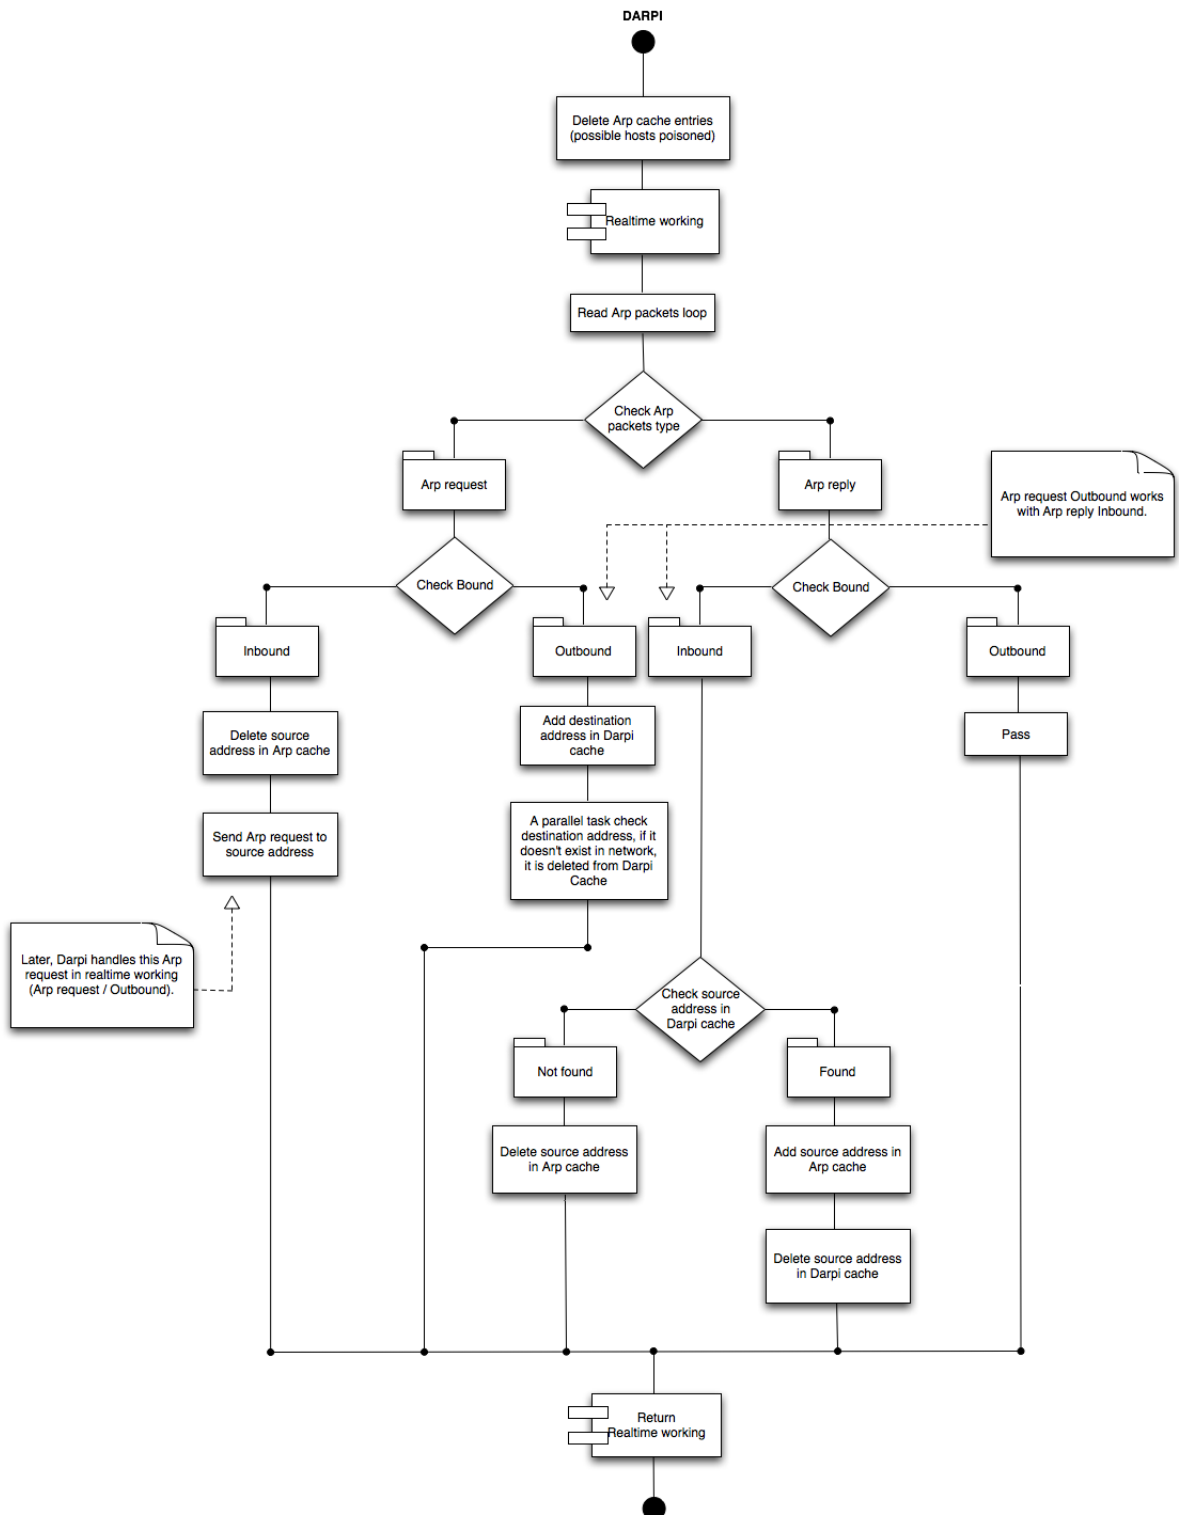 DARPI
Delete Arp cache entries
(possible hosts poisoned)
Realtime working
Read Arp packets loop
Check Arp
packets type
Arp request
Arp reply
Arp request Outbound works
with Arp reply Inbound.
Check Bound
Check Bound
Inbound
Outbound
Inbound
Outbound
Delete source
address in Arp cache
Add destination
address in Darpi
cache
Pass
Send Arp request to
source address
A parallel task check
destination address, if it
doesn't exist in network,
it is deleted from Darpi
Cache
Later, Darpi handles this Arp
request in realtime working
(Arp request / Outbound).
Check source
address in
Darpi cache
Not found
Found
Delete source address
in Arp cache
Add source address in
Arp cache
Delete source address
in Darpi cache
Return
Realtime working